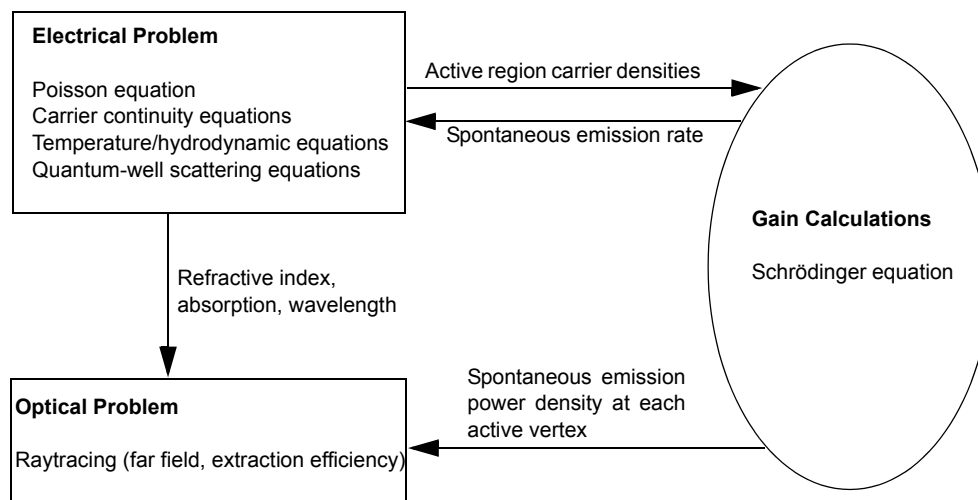 Electrical Problem
Poisson equation
Carrier continuity equations
Temperature/hydrodynamic equations
Quantum-well scattering equations
Active region carrier densities
Spontaneous emission rate
Gain Calculations
Schrödinger equation
Refractive index,
absorption, wavelength
Spontaneous emission
power density at each
active vertex
Optical Problem
Raytracing (far field, extraction efficiency)